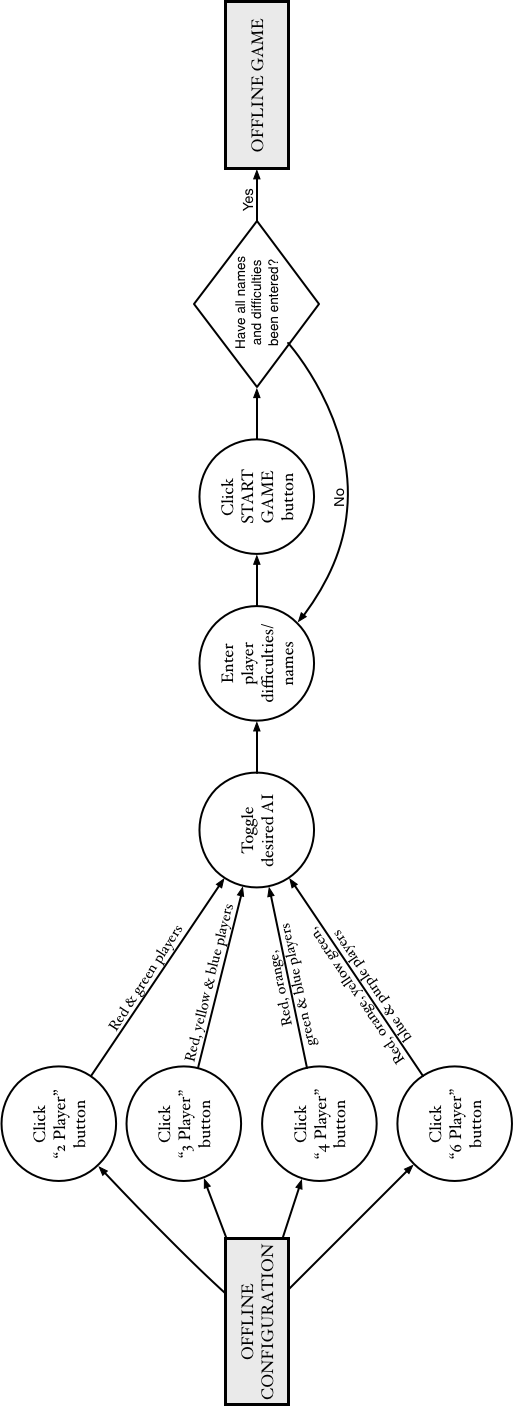 OFFLINE
CONFIGURATION
Click
“2 Player”
button
Click
“3 Player”
button
Click
“4 Player”
button
Click
“6 Player”
button
Red & green players
Red, yellow & blue players
Red, orange,
green & blue players
Red, orange, yellow green,
blue & purple players
Toggle
desired AI
Enter
player
difficulties/
names
Click
START
GAME
button
No
Have all names
and difficulties
been entered?
Yes
OFFLINE GAME